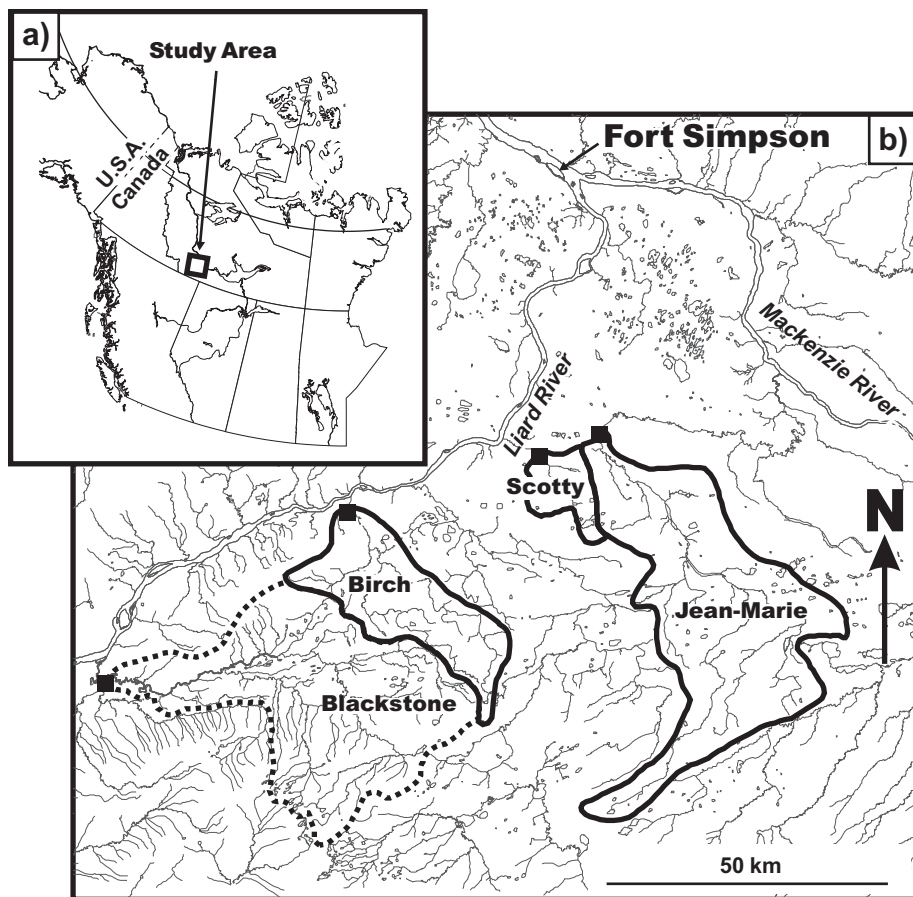 a)
Study Area
U.S.A.
Canada
b)
Fort Simpson
Liard River
Mackenzie River
Scotty
N
Birch
Jean-Marie
Blackstone
50 km